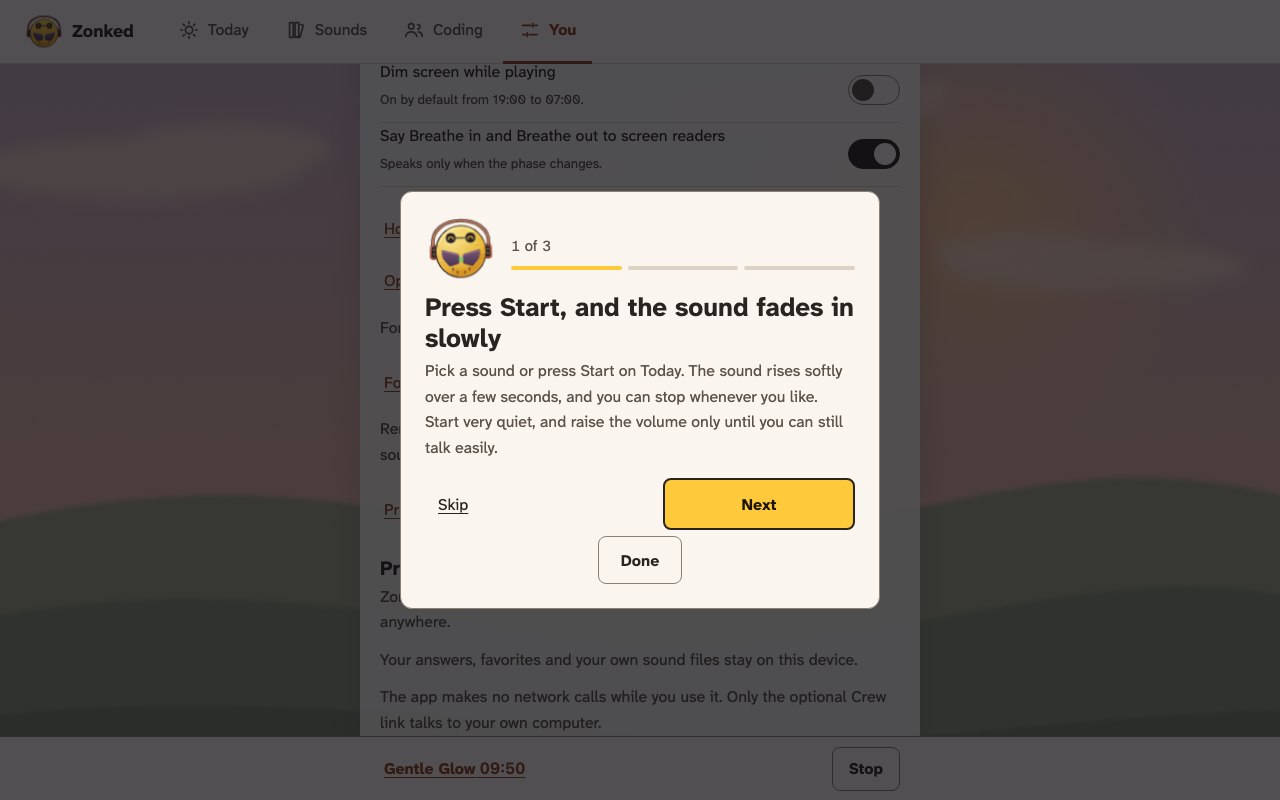 Zonked
Today
Sounds
Coding
You
Dim screen while playing
On by default from 19:00 to 07:00.
Say Breathe in and Breathe out to screen readers
Speaks only when the phase changes.
1 of 3
Press Start, and the sound fades in
slowly
Pick a sound or press Start on Today. The sound rises softly
over a few seconds, and you can stop whenever you like.
Start very quiet, and raise the volume only until you can still
talk easily.
Skip
Next
Done
anywhere.
Your answers, favorites and your own sound files stay on this device.
The app makes no network calls while you use it. Only the optional Crew
link talks to your own computer.
Gentle Glow 09:50
Stop